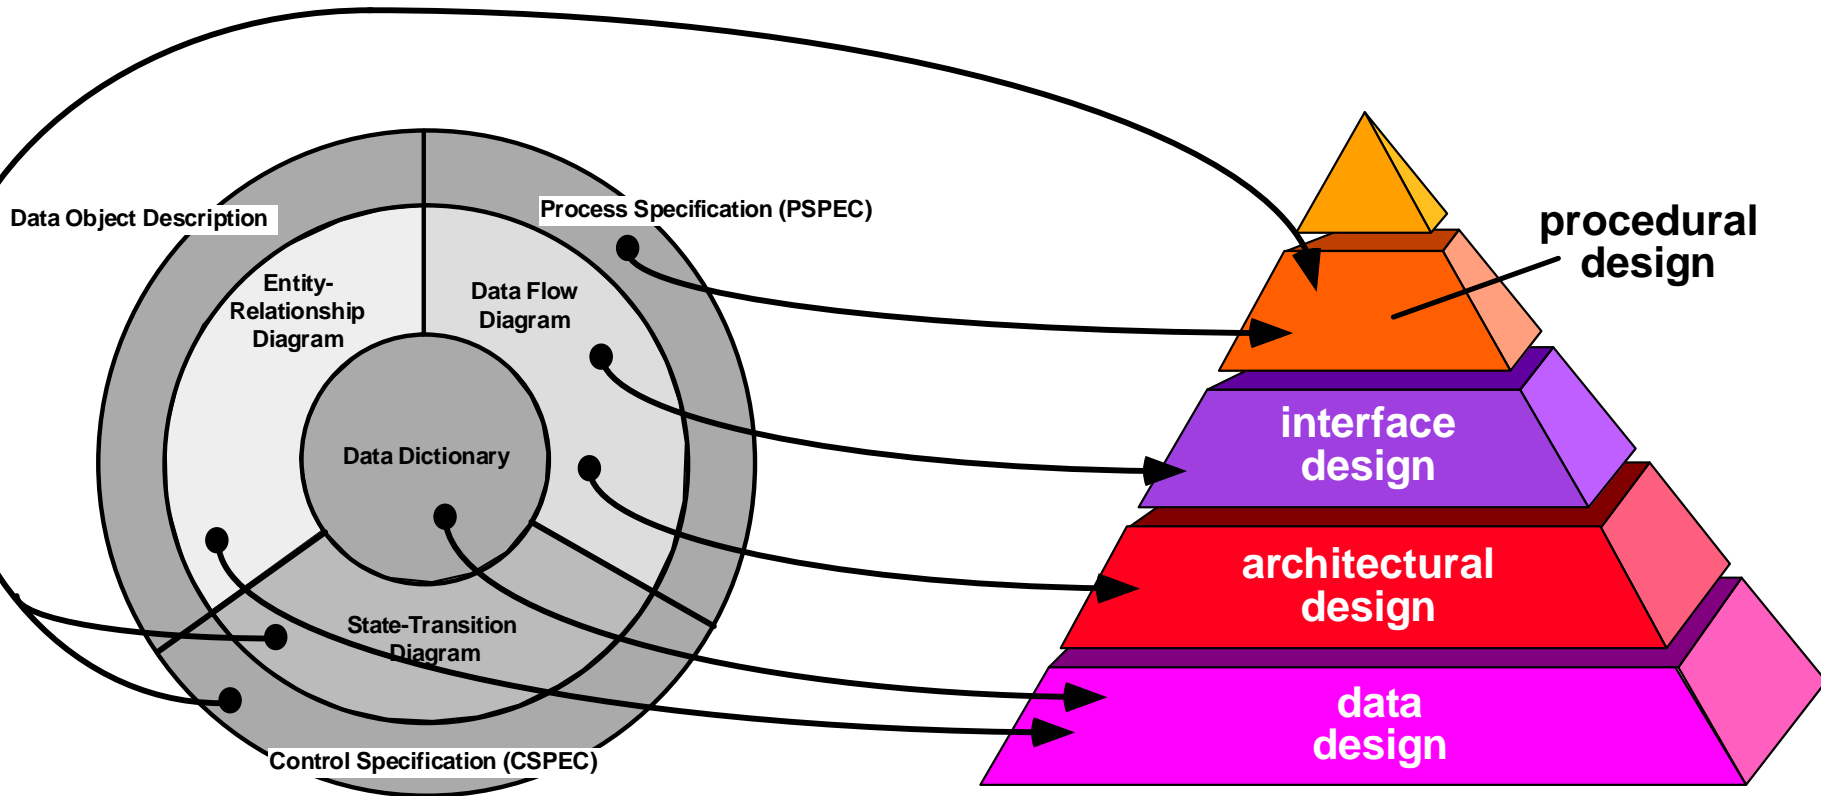 Data Object Description
Process Specification (PSPEC)
Entity-
Relationship
Diagram
Data Flow
Diagram
Data Dictionary
State-Transition
Diagram
Control Specification (CSPEC)
procedural
design
interface
design
architectural
design
data
design